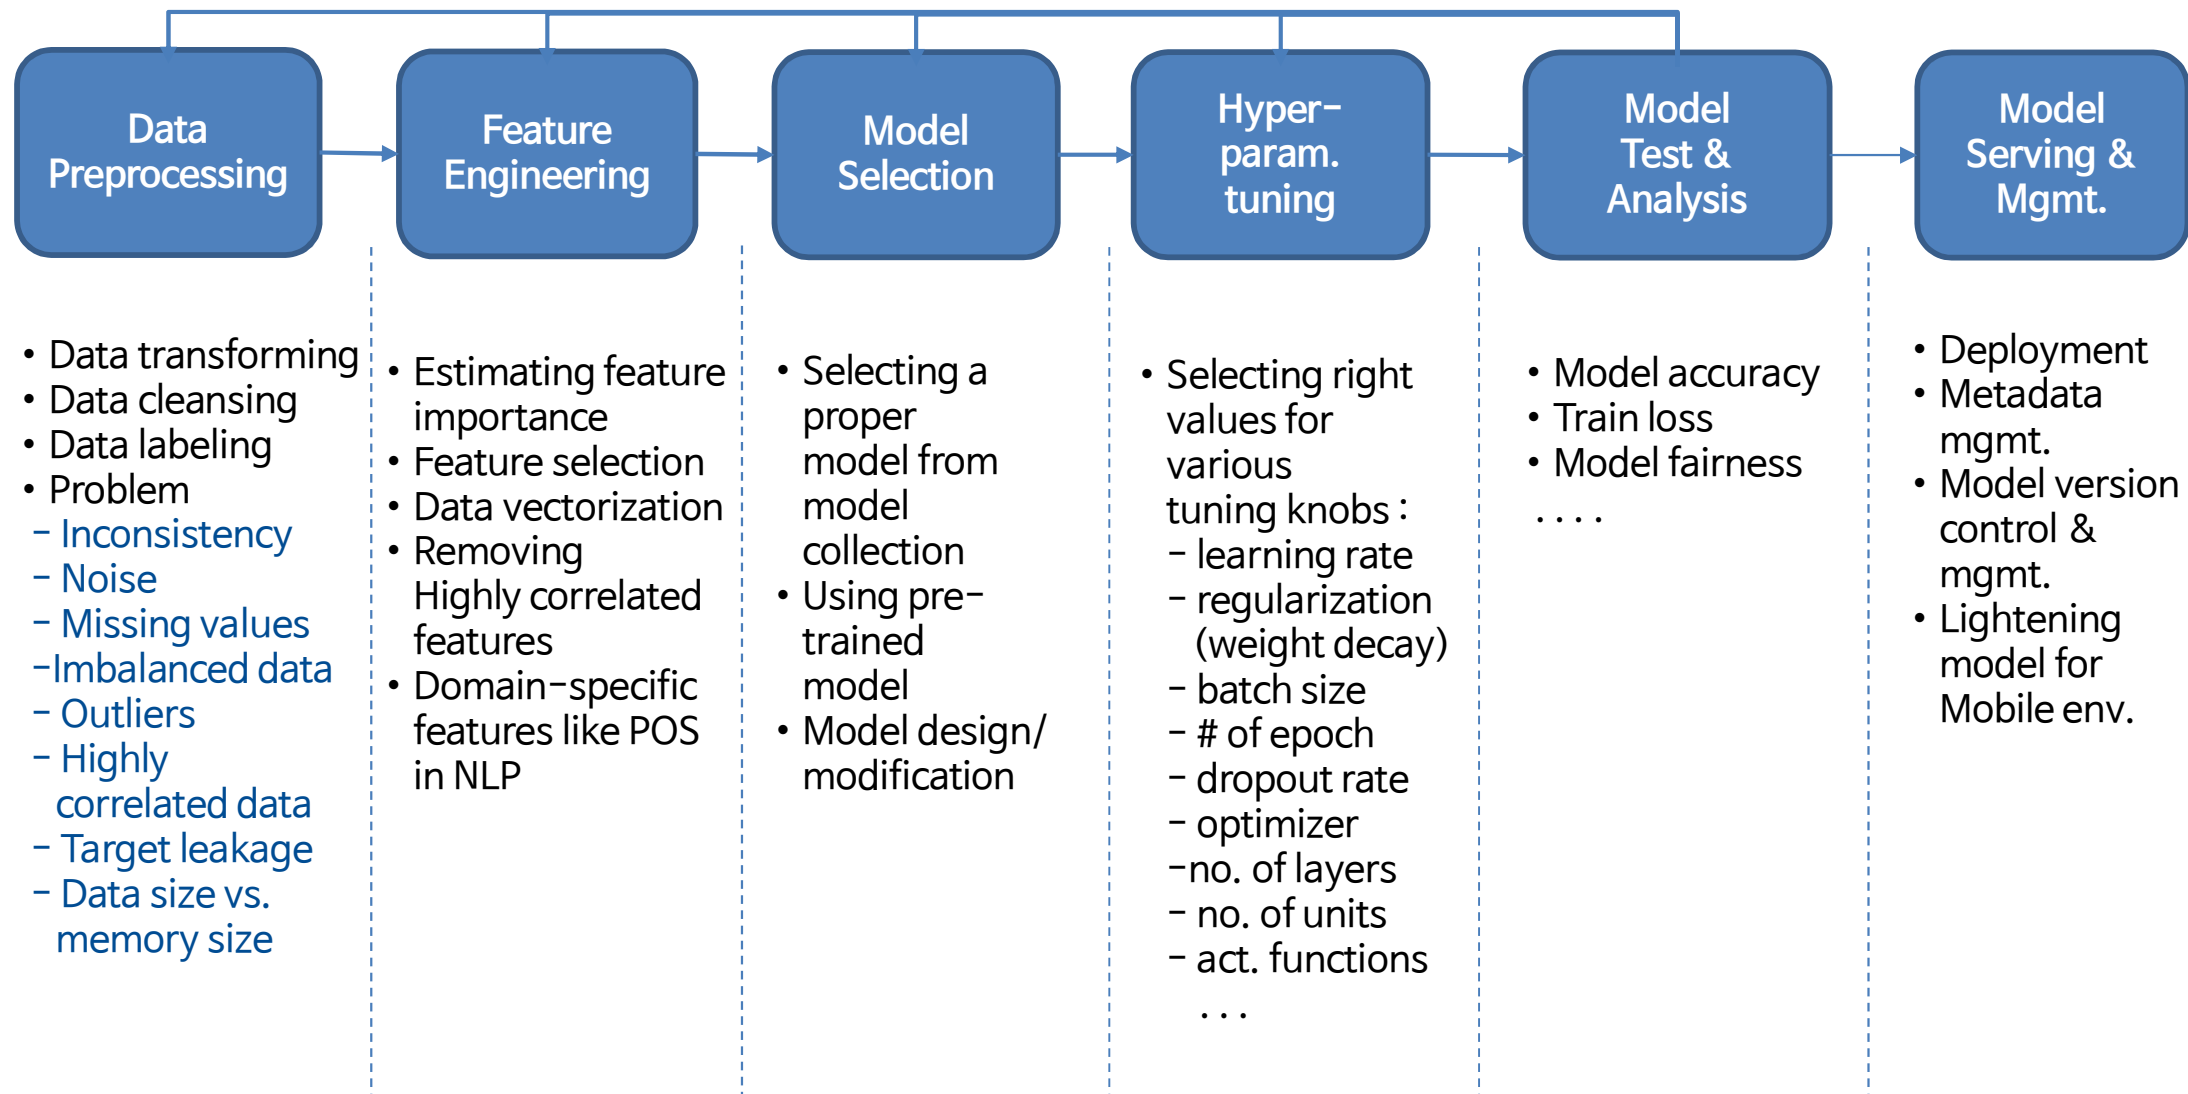 Data
Preprocessing
Feature
Engineering
Model
Selection
Hyper-
param.
tuning
Model
Test &
Analysis
Model
Serving &
Mgmt.
• Data transforming
• Data cleansing
• Data labeling
• Problem
- Inconsistency
- Noise
- Missing values
-Imbalanced data
- Outliers
- Highly
correlated data
- Target leakage
- Data size vs.
memory size
• Estimating feature
importance
• Feature selection
• Data vectorization
• Removing
Highly correlated
features
• Domain-specific
features like POS
in NLP
• Selecting a
proper
model from
model
collection
• Using pre-
trained
model
• Model design/
modification
• Selecting right
values for
various
tuning knobs :
- learning rate
- regularization
(weight decay)
- batch size
- # of epoch
- dropout rate
- optimizer
-no. of layers
- no. of units
- act. functions
. . .
• Model accuracy
• Train loss
• Model fairness
. . . .
• Deployment
• Metadata
mgmt.
• Model version
control &
mgmt.
• Lightening
model for
Mobile env.